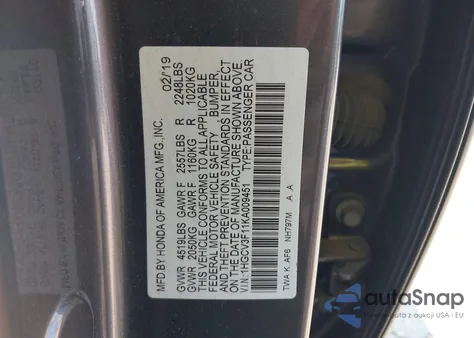 MFD.BY HONDA OF AMERICA MFG.,INC. 02/'19
GVWR 4519LBS GAWR F 2557LBS R 2248LBS
GVWR 2050KG GAWR F 1160KG R 1020KG
THIS VEHICLE CONFORMS TO ALL APPLICABLE
FEDERAL MOTOR VEHICLE SAFETY, BUMPER,
AND THEFT PREVENTION STANDARDS IN EFFECT
ON THE DATE OF MANUFACTURE SHOWN ABOVE.
V.I.N.:1HGCV3F11KA009451 TYPE:PASSENGER CAR
TWA K AF6 NH797M A A
autoSnap
Pośrednik w zakupie z aukcji USA i EU